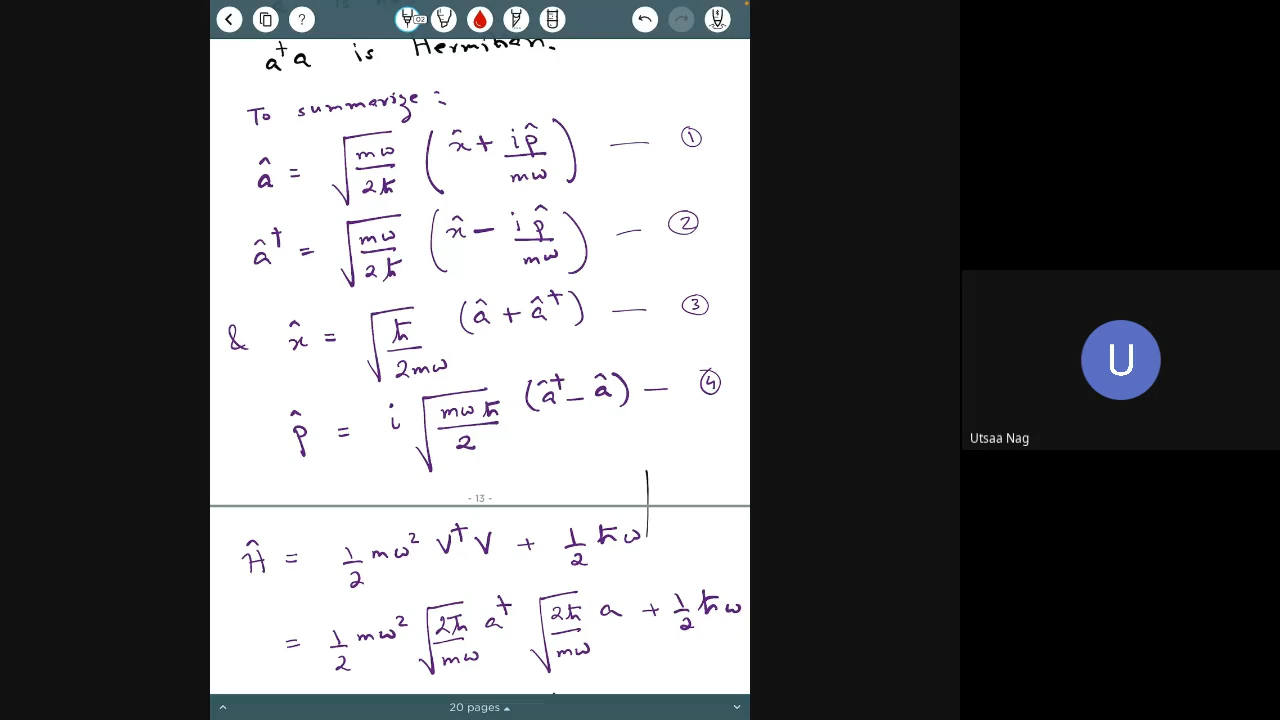 ?
02
a†a is Hermitian.
To summarize :
â = √(mω/2ħ) (x̂ + ip̂/mω) — ①
â† = √(mω/2ħ) (x̂ − ip̂/mω) — ②
& x̂ = √(ħ/2mω) (â + â†) — ③
p̂ = i √(mωħ/2) (â† − â) — ④
- 13 -
Ĥ = 1/2 mω² V†V + 1/2 ħω
= 1/2 mω² √(2ħ/mω) a† √(2ħ/mω) a + 1/2 ħω
20 pages
U
Utsaa Nag